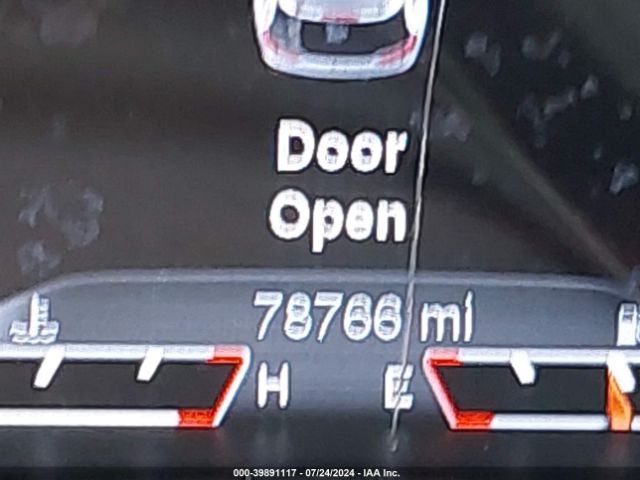 Door
Open
78766 mi
H E
000-39891117 - 07/24/2024 - IAA Inc.